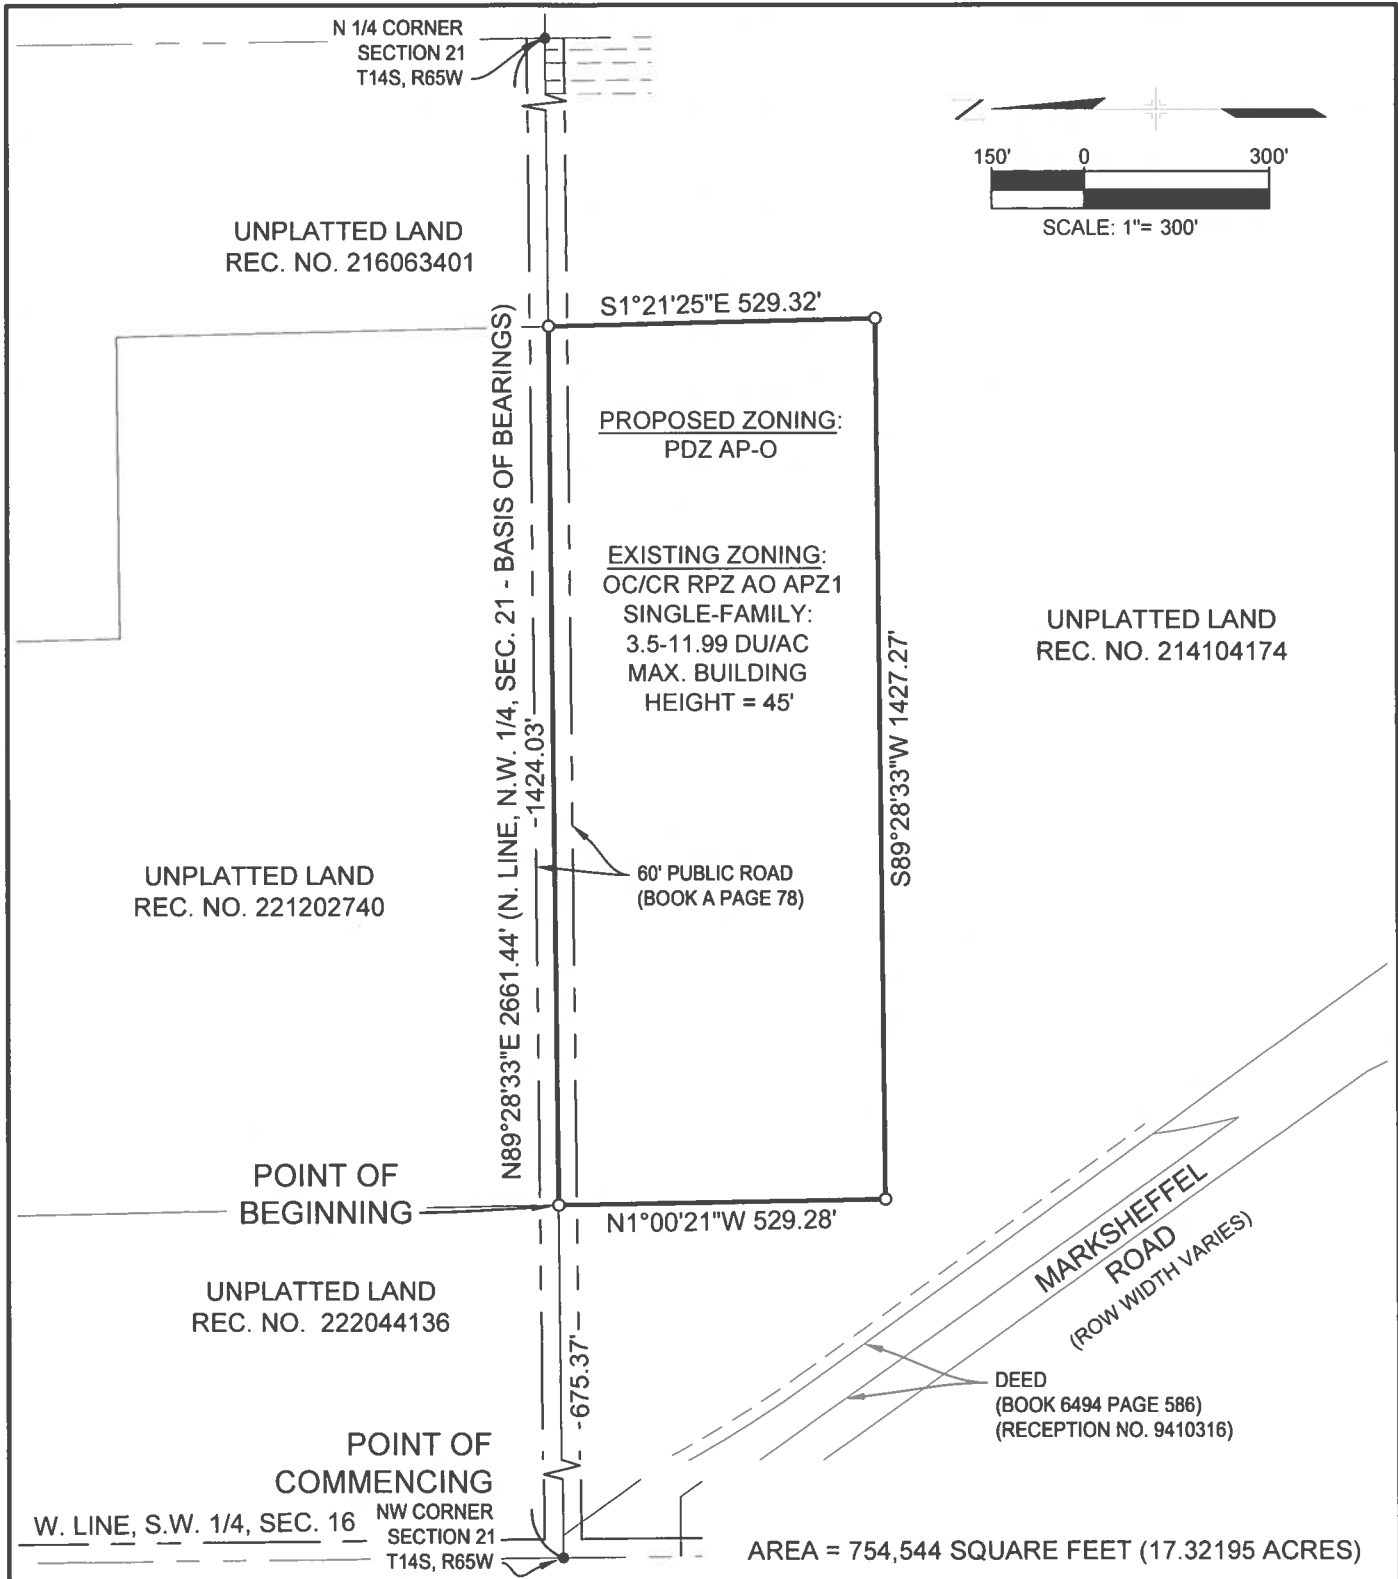 N 1/4 CORNER
SECTION 21
T14S, R65W
N
150' 0 300'
SCALE: 1"= 300'
UNPLATTED LAND
REC. NO. 216063401
S1°21'25"E 529.32'
N89°28'33"E 2661.44' (N. LINE, N.W. 1/4, SEC. 21 - BASIS OF BEARINGS)
1424.03'
PROPOSED ZONING:
PDZ AP-O
EXISTING ZONING:
OC/CR RPZ AO APZ1
SINGLE-FAMILY:
3.5-11.99 DU/AC
MAX. BUILDING
HEIGHT = 45'
S89°28'33"W 1427.27'
UNPLATTED LAND
REC. NO. 214104174
60' PUBLIC ROAD
(BOOK A PAGE 78)
UNPLATTED LAND
REC. NO. 221202740
POINT OF
BEGINNING
N1°00'21"W 529.28'
MARKSHEFFEL
ROAD
(ROW WIDTH VARIES)
UNPLATTED LAND
REC. NO. 222044136
675.37'
DEED
(BOOK 6494 PAGE 586)
(RECEPTION NO. 9410316)
POINT OF
COMMENCING
NW CORNER
SECTION 21
T14S, R65W
W. LINE, S.W. 1/4, SEC. 16
AREA = 754,544 SQUARE FEET (17.32195 ACRES)